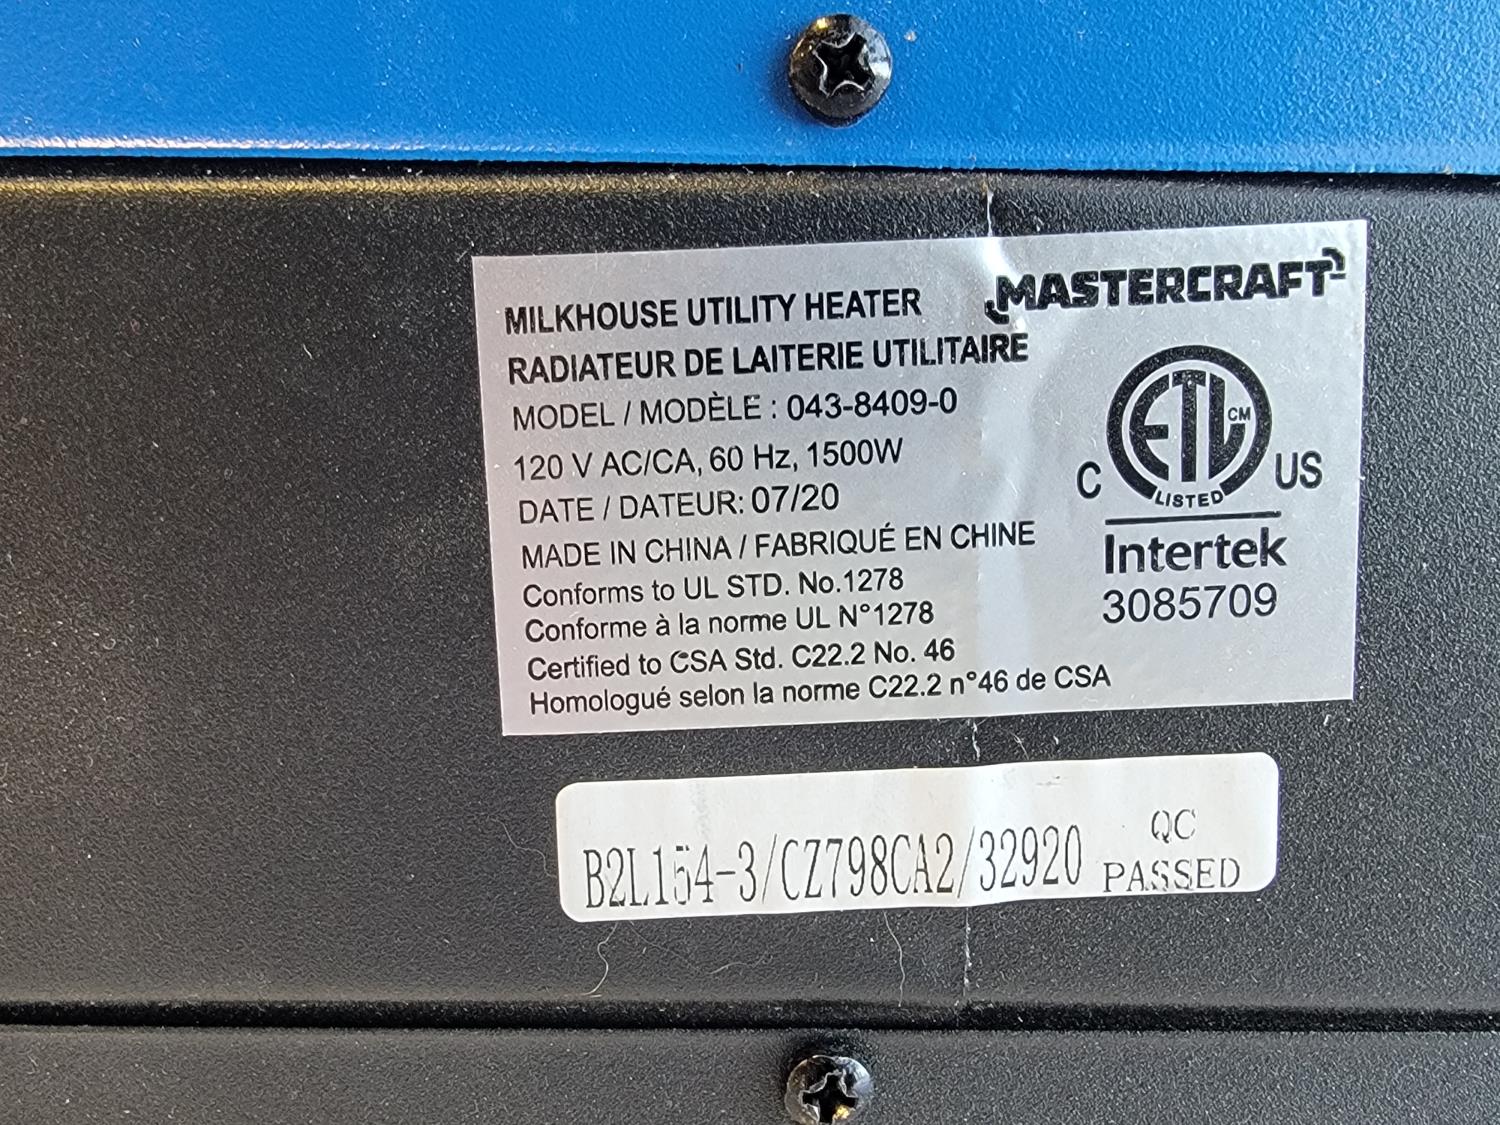 MASTERCRAFT
MILKHOUSE UTILITY HEATER
RADIATEUR DE LAITERIE UTILITAIRE
MODEL / MODÈLE : 043-8409-0
120 V AC/CA, 60 Hz, 1500W
DATE / DATEUR: 07/20
MADE IN CHINA / FABRIQUÉ EN CHINE
Conforms to UL STD. No.1278
Conforme à la norme UL N°1278
Certified to CSA Std. C22.2 No. 46
Homologué selon la norme C22.2 n°46 de CSA
ETL CM
C LISTED US
Intertek
3085709
B2L154-3/CZ798CA2/32920
QC
PASSED